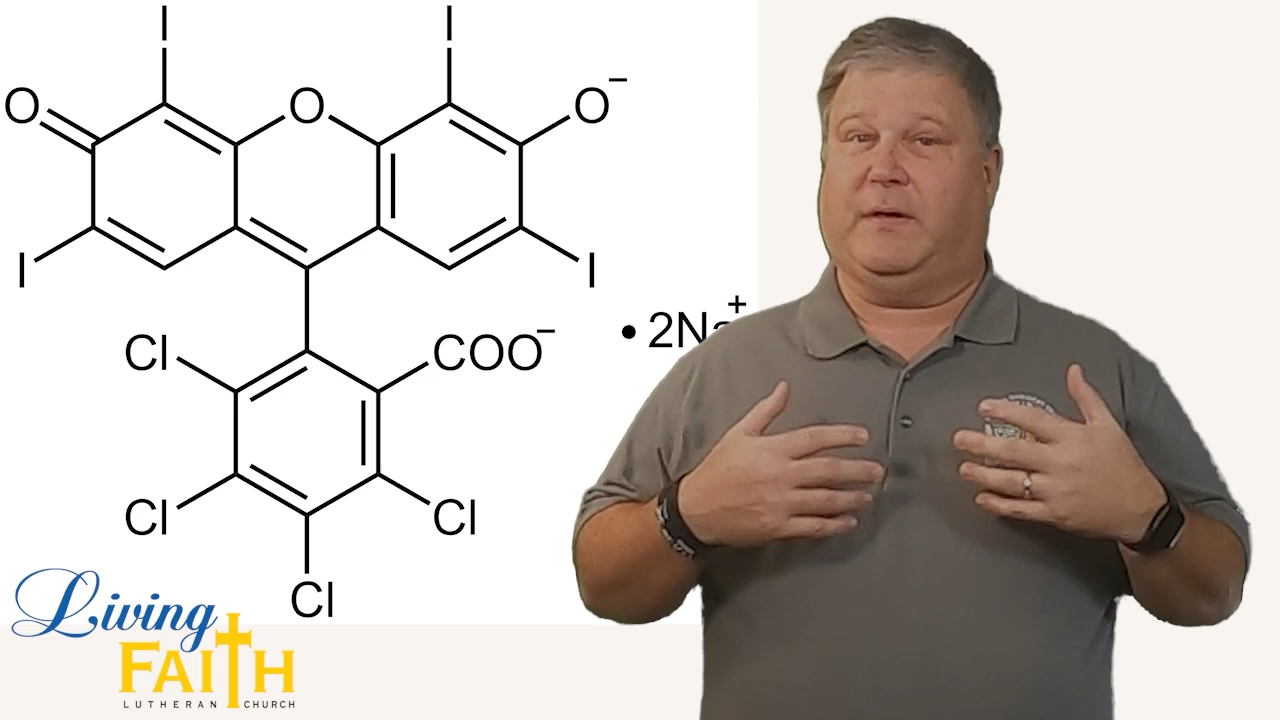 I I
O O O⁻
I I
Cl COO⁻ • 2Na⁺
Cl Cl
Cl
Living
FAITH
LUTHERAN CHURCH